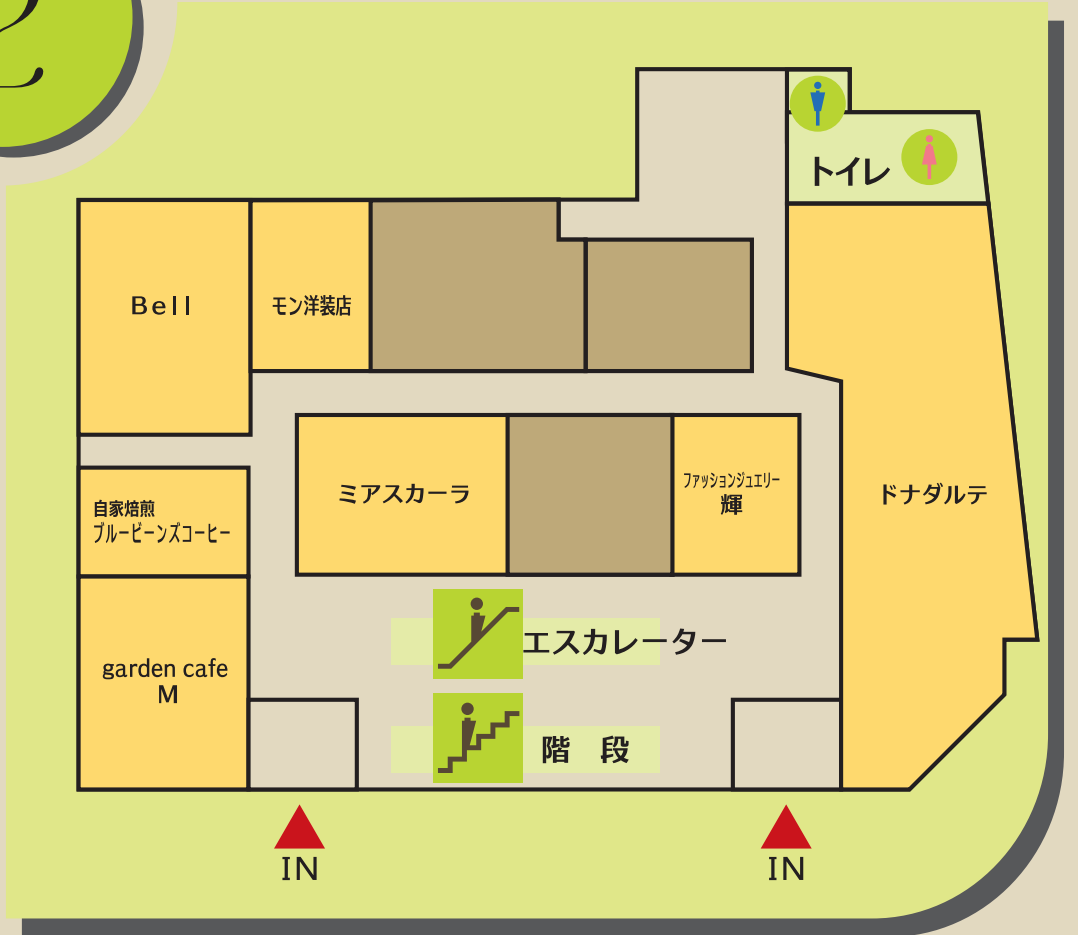 2
トイレ
Bell
モン洋装店
ミアスカーラ
ファッションジュエリー
輝
ドナダルテ
自家焙煎
ブルービーンズコーヒー
garden cafe
M
エスカレーター
階　段
IN
IN